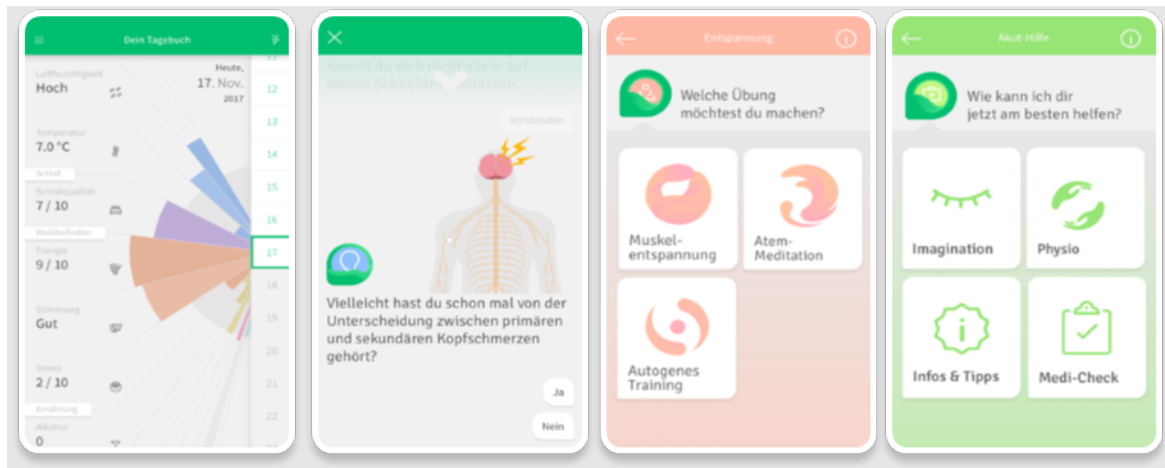 Dein Tagebuch
Luftfeuchtigkeit
Hoch
Heute,
17. Nov.
2017
Temperatur
7.0 °C
Schlaf
Schlafqualität
7 / 10
Wohlbefinden
Energie
9 / 10
Stimmung
Gut
Stress
2 / 10
Ernährung
Alkohol
0
11
12
13
14
15
16
17
18
19
20
21
22
kannst du dich nicht allein auf
diesen Schnelltest verlassen.
Verstanden
Vielleicht hast du schon mal von der
Unterscheidung zwischen primären
und sekundären Kopfschmerzen
gehört?
Ja
Nein
Entspannung
Welche Übung
möchtest du machen?
Muskel-
entspannung
Atem-
Meditation
Autogenes
Training
Akut-Hilfe
Wie kann ich dir
jetzt am besten helfen?
Imagination
Physio
Infos & Tipps
Medi-Check